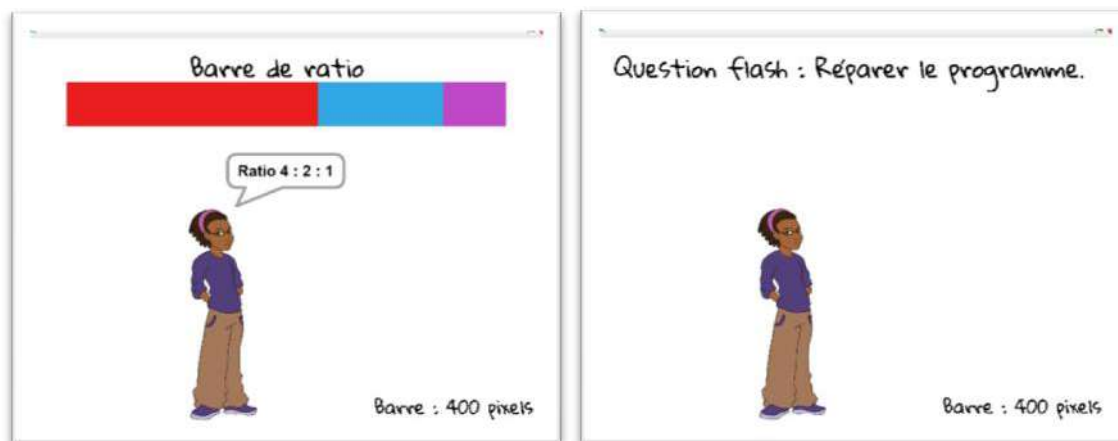 Barre de ratio
Ratio 4 : 2 : 1
Barre : 400 pixels
Question flash : Réparer le programme.
Barre : 400 pixels